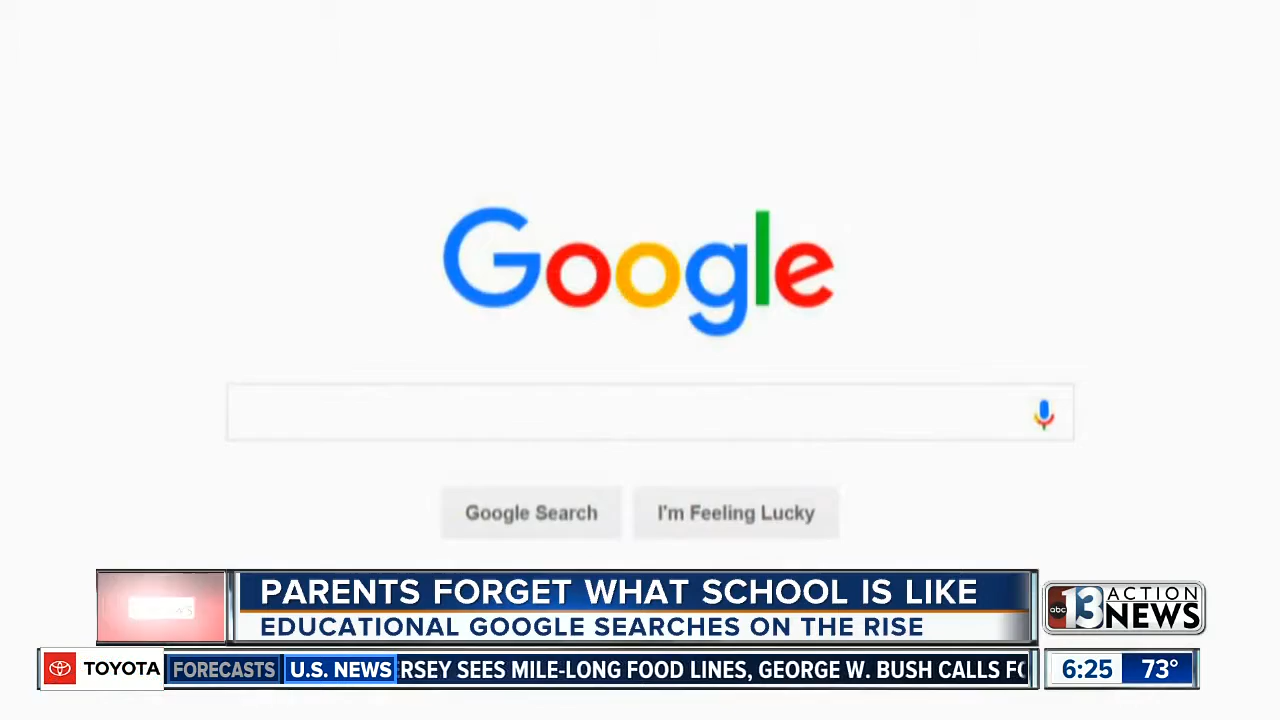 Google
Google Search
I'm Feeling Lucky
PARENTS FORGET WHAT SCHOOL IS LIKE
EDUCATIONAL GOOGLE SEARCHES ON THE RISE
abc 13 ACTION NEWS
TOYOTA
FORECASTS
U.S. NEWS
ERSEY SEES MILE-LONG FOOD LINES, GEORGE W. BUSH CALLS FO
6:25
73°